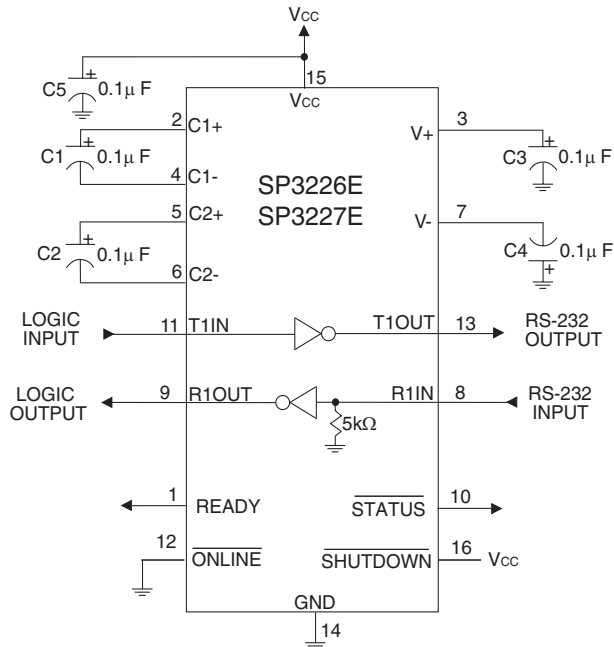 VCC
15
VCC
C5
+
0.1μ F
2
C1+
C1
+
0.1μ F
4
C1-
5
C2+
C2
+
0.1μ F
6
C2-
SP3226E
SP3227E
3
V+
+
C3
0.1μ F
7
V-
C4
0.1μ F
+
LOGIC
INPUT
11
T1IN
T1OUT
13
RS-232
OUTPUT
LOGIC
OUTPUT
9
R1OUT
R1IN
8
RS-232
INPUT
5kΩ
1
READY
STATUS
10
12
ONLINE
SHUTDOWN
16
VCC
GND
14